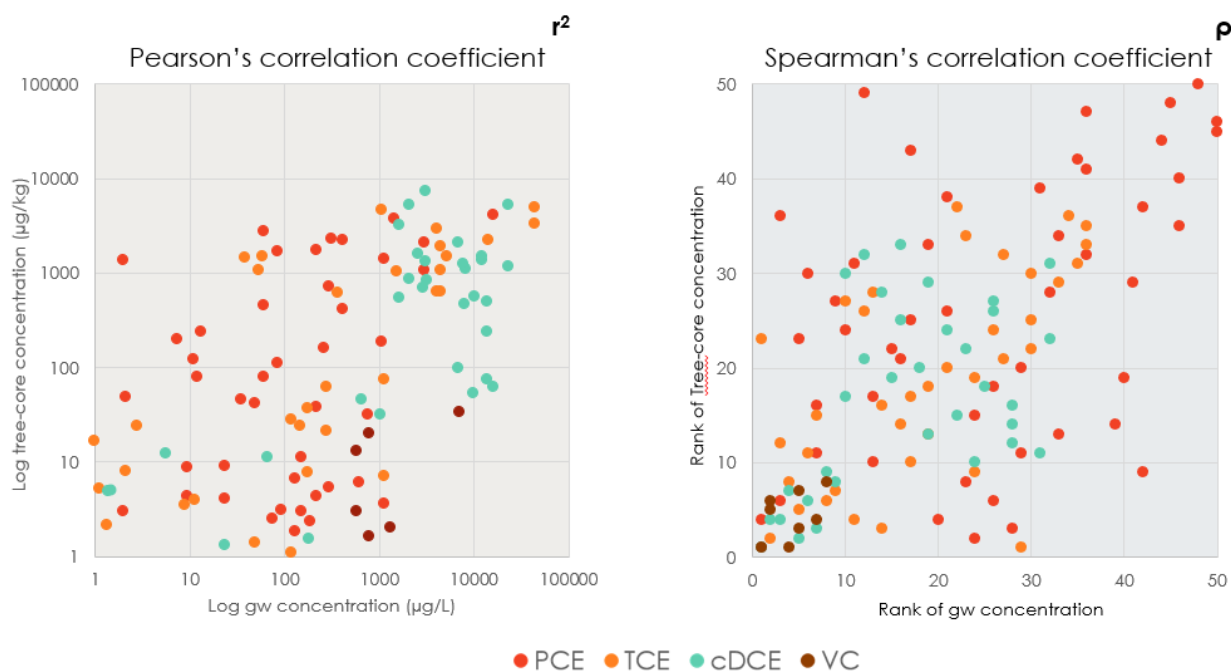 r²
Pearson's correlation coefficient
100000
10000
1000
100
10
1
1 10 100 1000 10000 100000
Log tree-core concentration (µg/kg)
Log gw concentration (µg/L)
ρ
Spearman's correlation coefficient
50
40
30
20
10
0
0 10 20 30 40 50
Rank of Tree-core concentration
Rank of gw concentration
PCE TCE cDCE VC